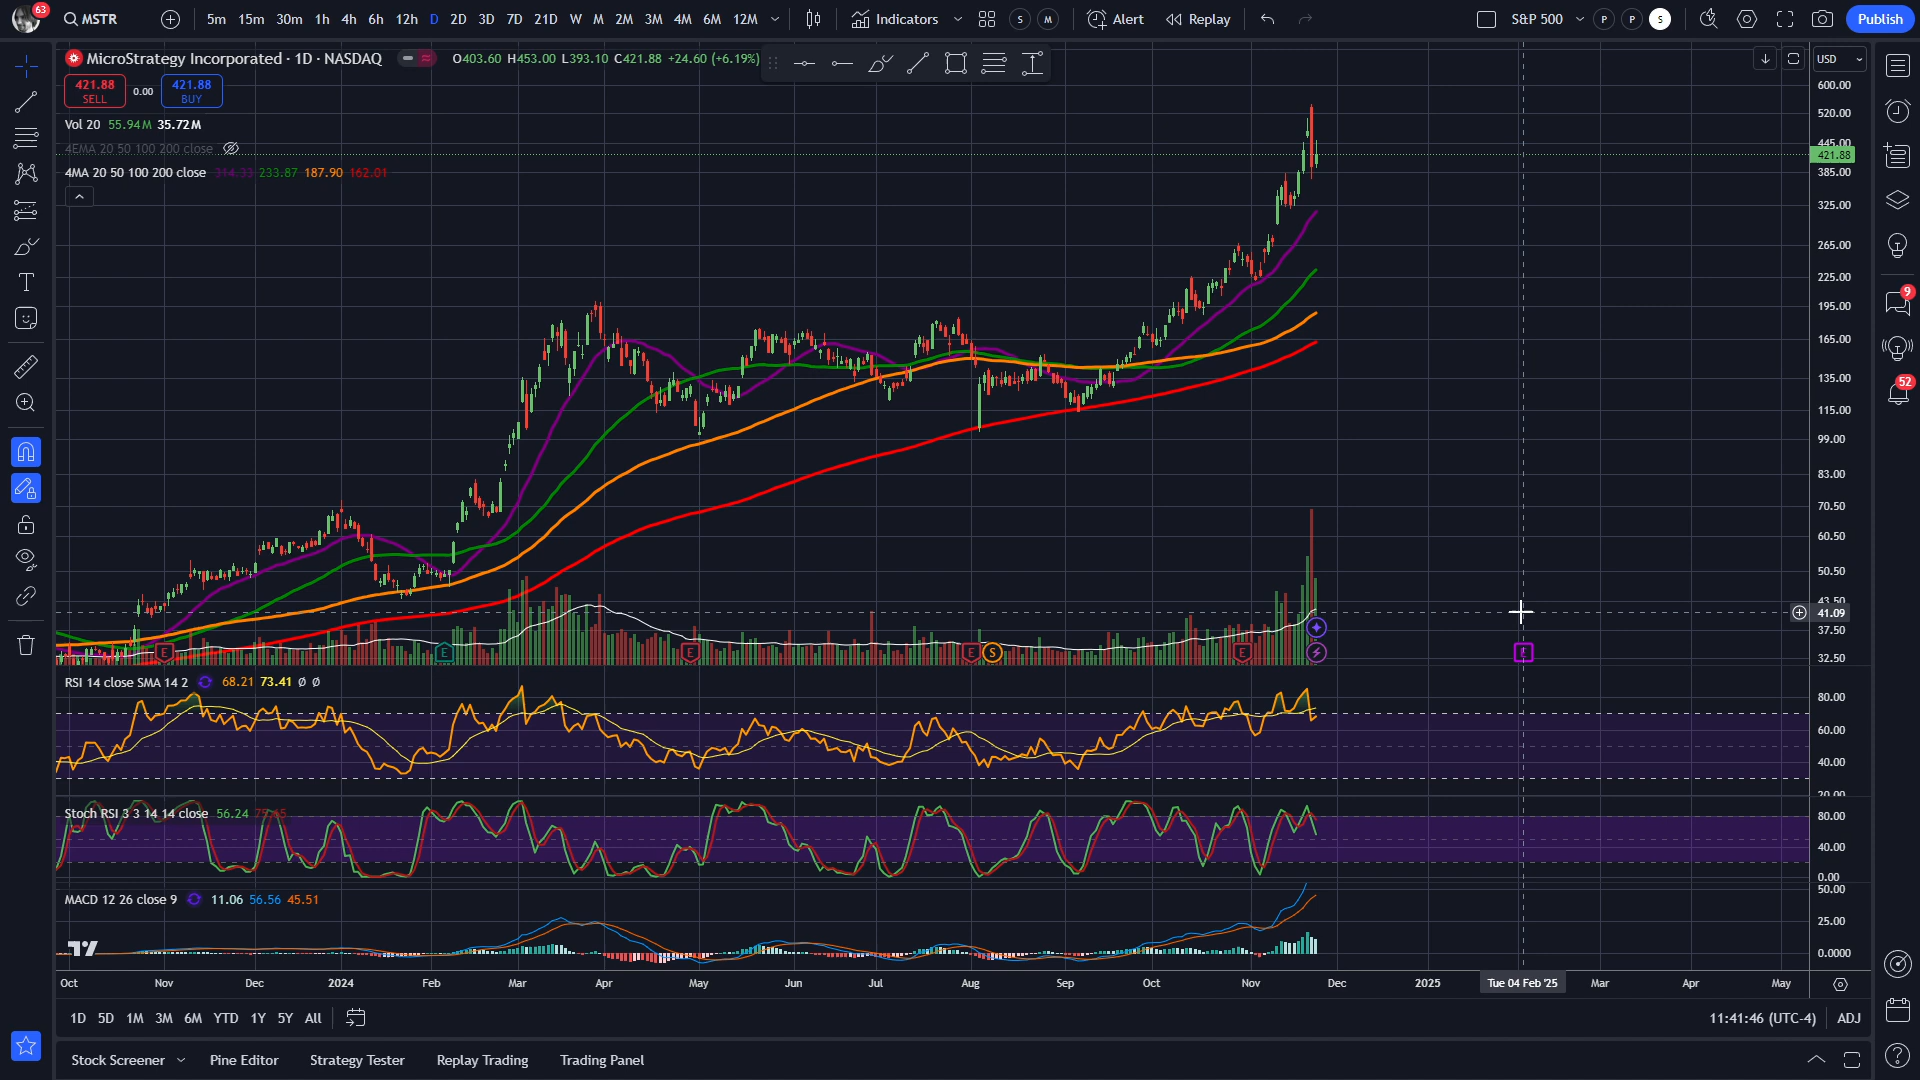 63 MSTR 5m 15m 30m 1h 4h 6h 12h D 2D 3D 7D 21D W M 2M 3M 4M 6M 12M Indicators S M Alert Replay S&P 500 P P S Publish
MicroStrategy Incorporated · 1D · NASDAQ O403.60 H453.00 L393.10 C421.88 +24.60 (+6.19%) USD
421.88 SELL 0.00 421.88 BUY
Vol 20 55.94M 35.72M
4EMA 20 50 100 200 close
4MA 20 50 100 200 close 314.33 233.87 187.90 162.01
600.00
520.00
445.00
421.88
385.00
325.00
265.00
225.00
195.00
165.00
135.00
115.00
99.00
83.00
70.50
60.50
50.50
43.50
41.09
37.50
32.50
9
52
E E E E S E E
RSI 14 close SMA 14 2 68.21 73.41 ∅ ∅
80.00
60.00
40.00
20.00
Stoch RSI 3 3 14 14 close 56.24
80.00
40.00
0.00
MACD 12 26 close 9 11.06 56.56 45.51
50.00
25.00
0.0000
Oct Nov Dec 2024 Feb Mar Apr May Jun Jul Aug Sep Oct Nov Dec 2025 Tue 04 Feb '25 Mar Apr May
1D 5D 1M 3M 6M YTD 1Y 5Y All 11:41:46 (UTC-4) ADJ
Stock Screener Pine Editor Strategy Tester Replay Trading Trading Panel